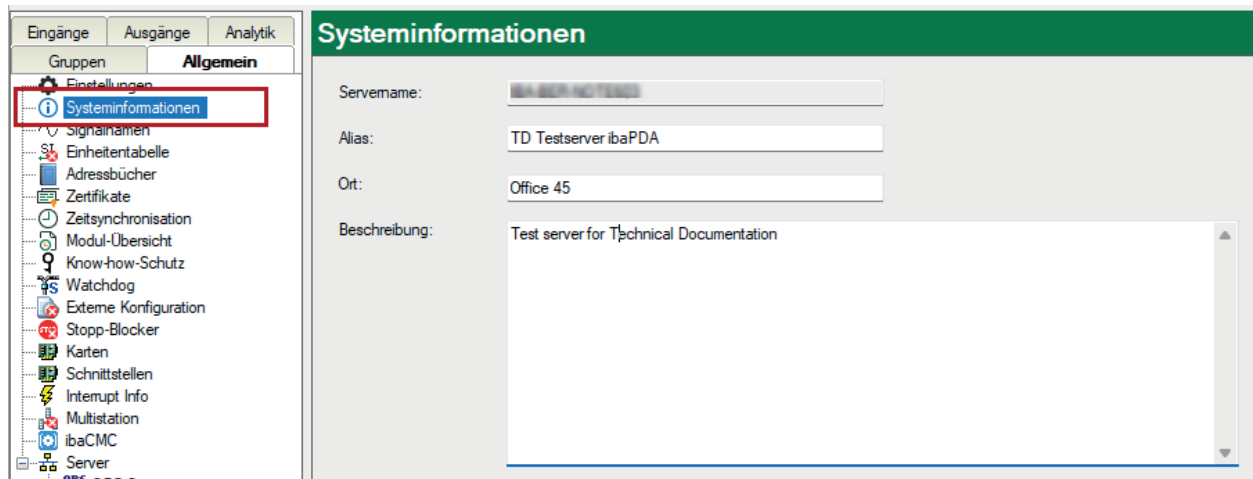 Eingänge Ausgänge Analytik
Gruppen Allgemein
Einstellungen
Systeminformationen
Signalnamen
Einheitentabelle
Adressbücher
Zertifikate
Zeitsynchronisation
Modul-Übersicht
Know-how-Schutz
Watchdog
Externe Konfiguration
Stopp-Blocker
Karten
Schnittstellen
Interrupt Info
Multistation
ibaCMC
Server
Systeminformationen
Servername:
Alias: TD Testserver ibaPDA
Ort: Office 45
Beschreibung: Test server for Technical Documentation